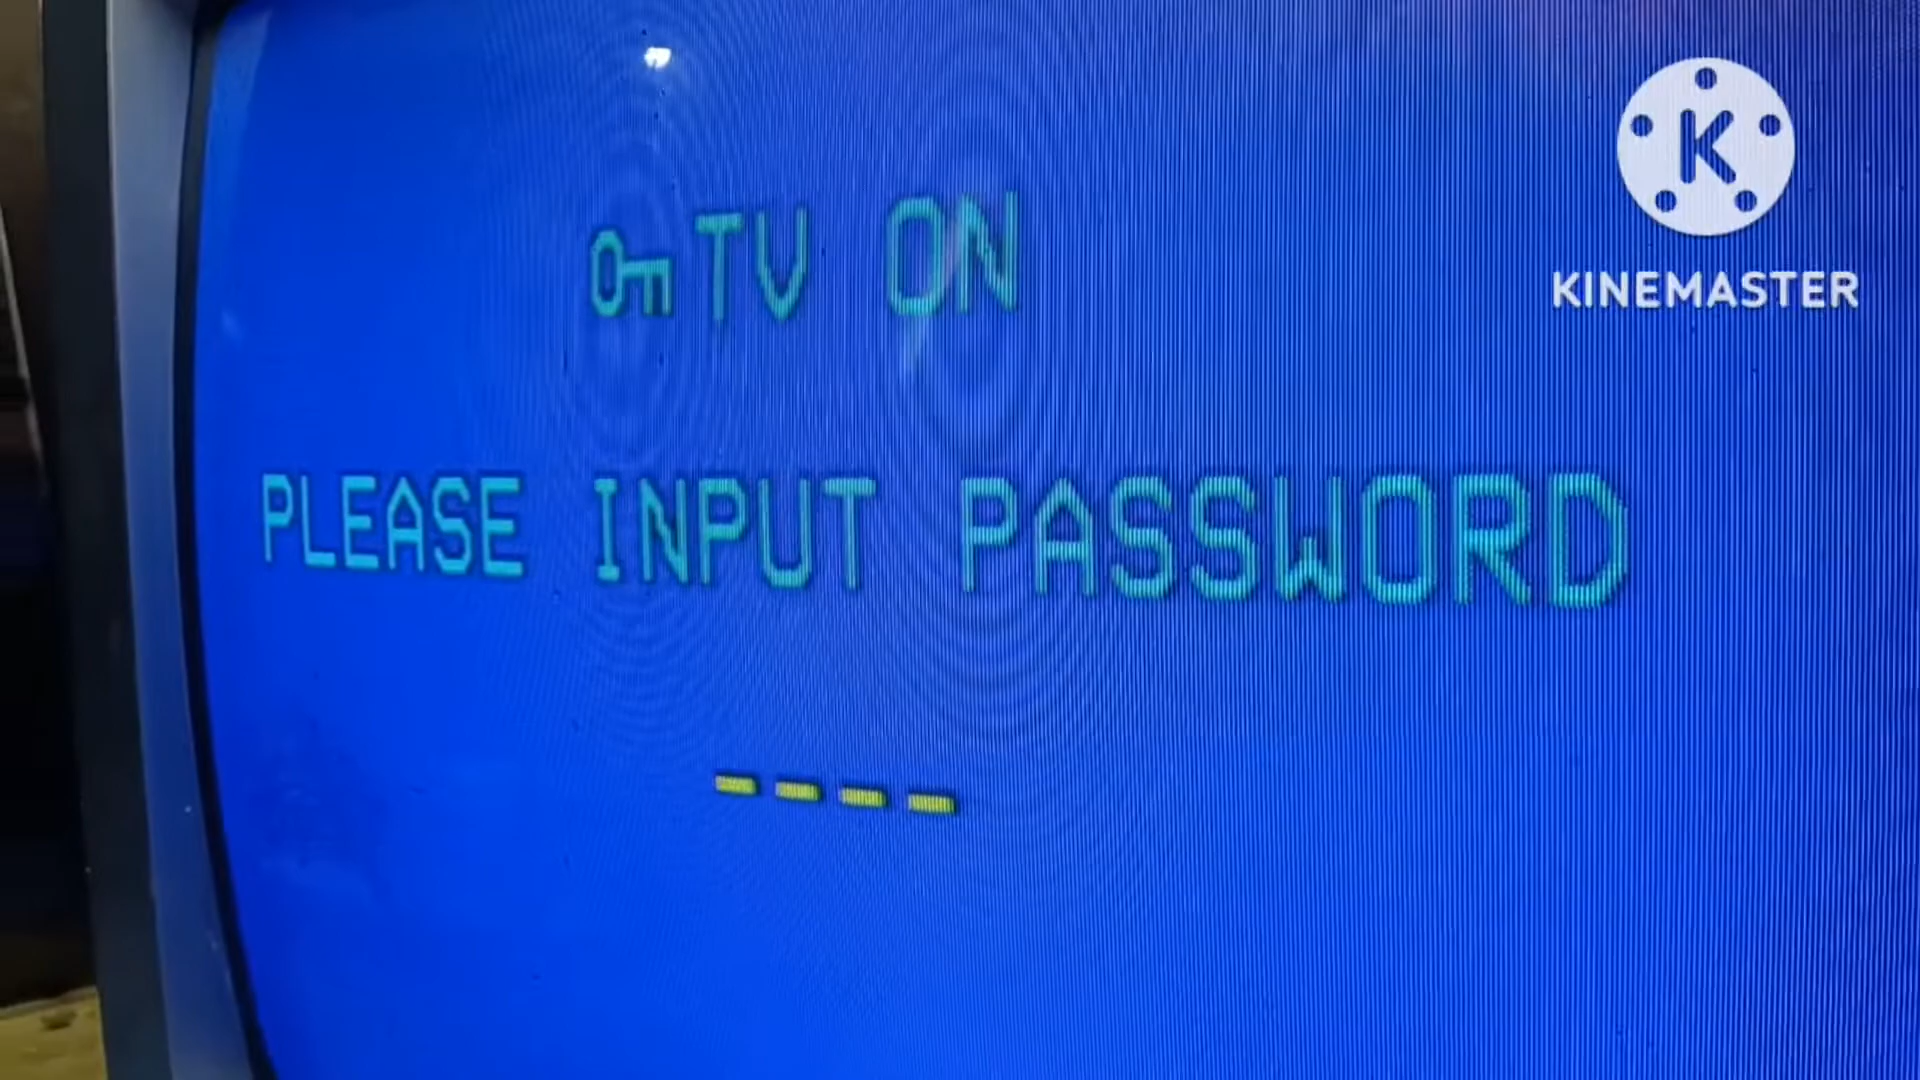 TV ON
PLEASE INPUT PASSWORD
----
K
KINEMASTER